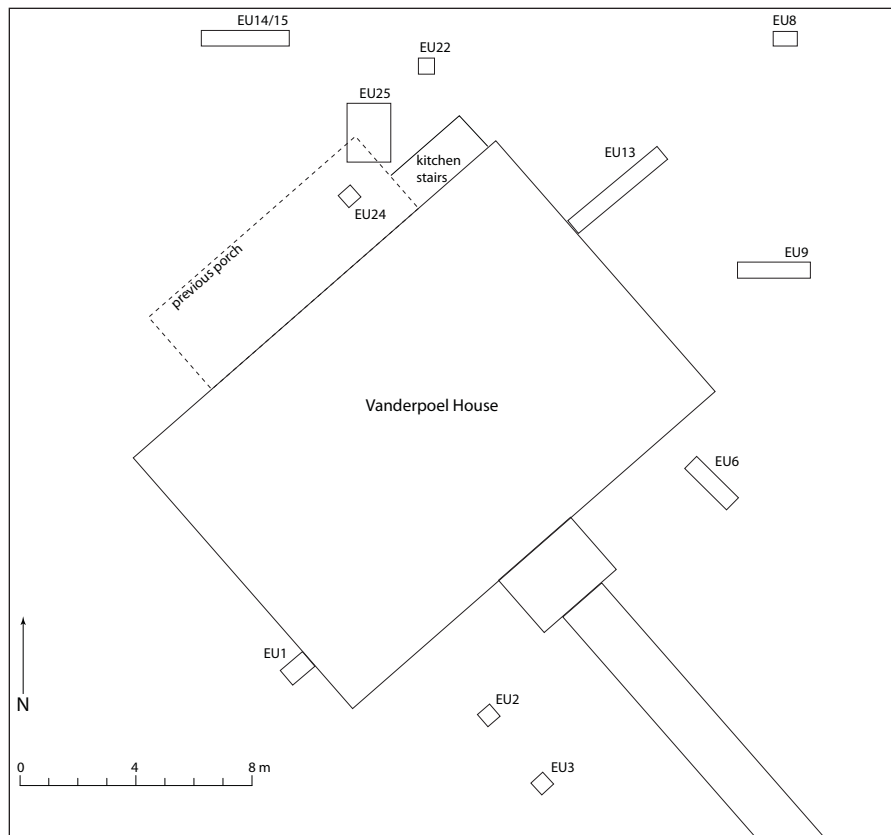 EU14/15
EU8
EU22
EU25
EU13
kitchen
stairs
EU24
previous porch
EU9
Vanderpoel House
EU6
EU1
EU2
N
0 4 8 m
EU3